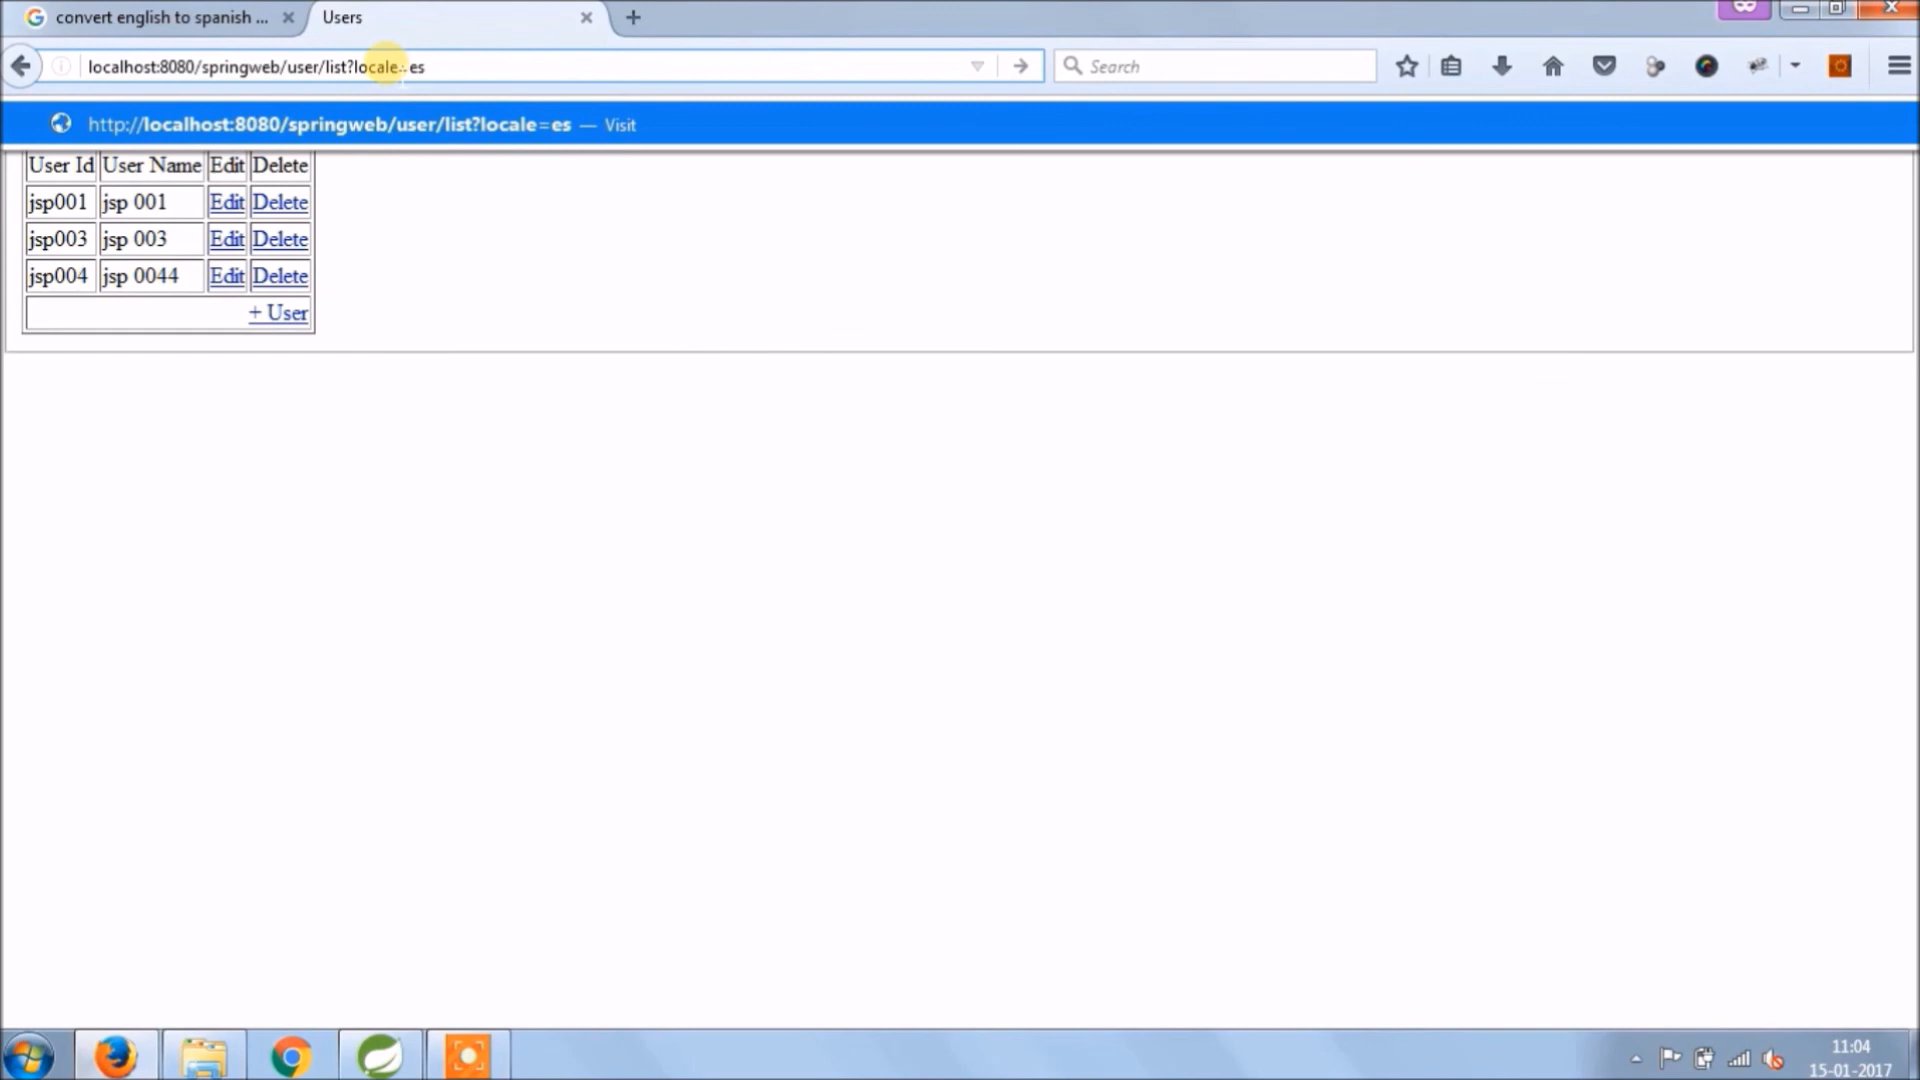 convert english to spanish ...
Users
localhost:8080/springweb/user/list?locale=es
Search
http://localhost:8080/springweb/user/list?locale=es — Visit
User Id User Name Edit Delete
jsp001 jsp 001 Edit Delete
jsp003 jsp 003 Edit Delete
jsp004 jsp 0044 Edit Delete
+ User
11:04
15-01-2017